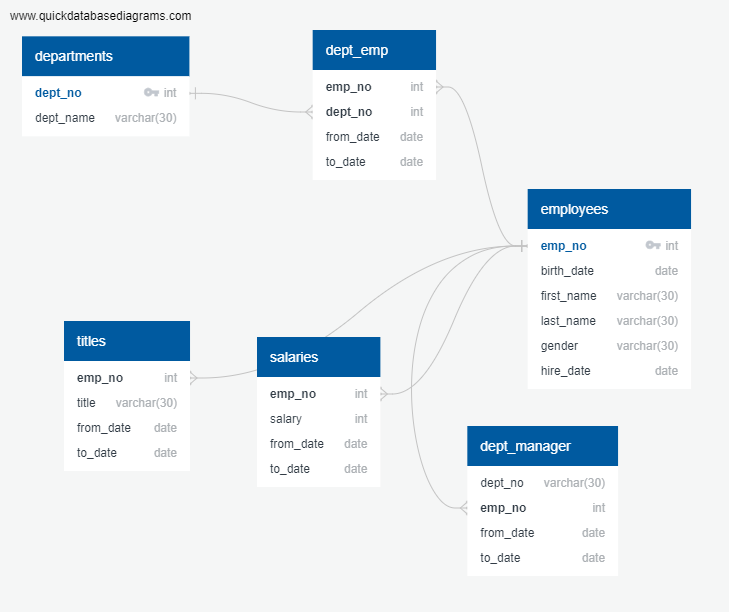 www.quickdatabasediagrams.com
departments
dept_no int
dept_name varchar(30)
dept_emp
emp_no int
dept_no int
from_date date
to_date date
employees
emp_no int
birth_date date
first_name varchar(30)
last_name varchar(30)
gender varchar(30)
hire_date date
titles
emp_no int
title varchar(30)
from_date date
to_date date
salaries
emp_no int
salary int
from_date date
to_date date
dept_manager
dept_no varchar(30)
emp_no int
from_date date
to_date date